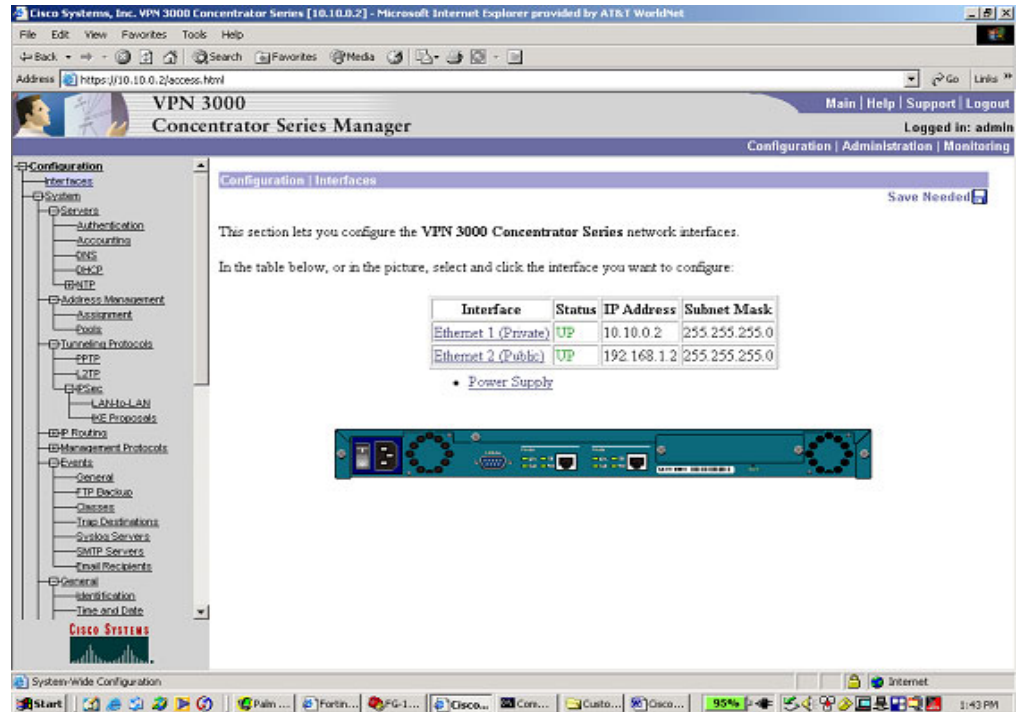 Cisco Systems, Inc. VPN 3000 Concentrator Series [10.10.0.2] - Microsoft Internet Explorer provided by AT&T WorldNet
File Edit View Favorites Tools Help
Back Search Favorites Media
Address https://10.10.0.2/access.html Go Links
VPN 3000
Concentrator Series Manager
Main | Help | Support | Logout
Logged in: admin
Configuration | Administration | Monitoring
Configuration
Interfaces
System
Servers
Authentication
Accounting
DNS
DHCP
NTP
Address Management
Assignment
Pools
Tunneling Protocols
PPTP
L2TP
IPSec
LAN-to-LAN
IKE Proposals
IP Routing
Management Protocols
Events
General
FTP Backup
Classes
Trap Destinations
Syslog Servers
SMTP Servers
Email Recipients
General
Identification
Time and Date
CISCO SYSTEMS
Configuration | Interfaces
Save Needed
This section lets you configure the VPN 3000 Concentrator Series network interfaces.
In the table below, or in the picture, select and click the interface you want to configure:
Interface Status IP Address Subnet Mask
Ethernet 1 (Private) UP 10.10.0.2 255.255.255.0
Ethernet 2 (Public) UP 192.168.1.2 255.255.255.0
• Power Supply
System-Wide Configuration
Internet
Start Palm ... Fortin... FG-1... Cisco... Com... Custo... Cisco... 95% 1:43 PM